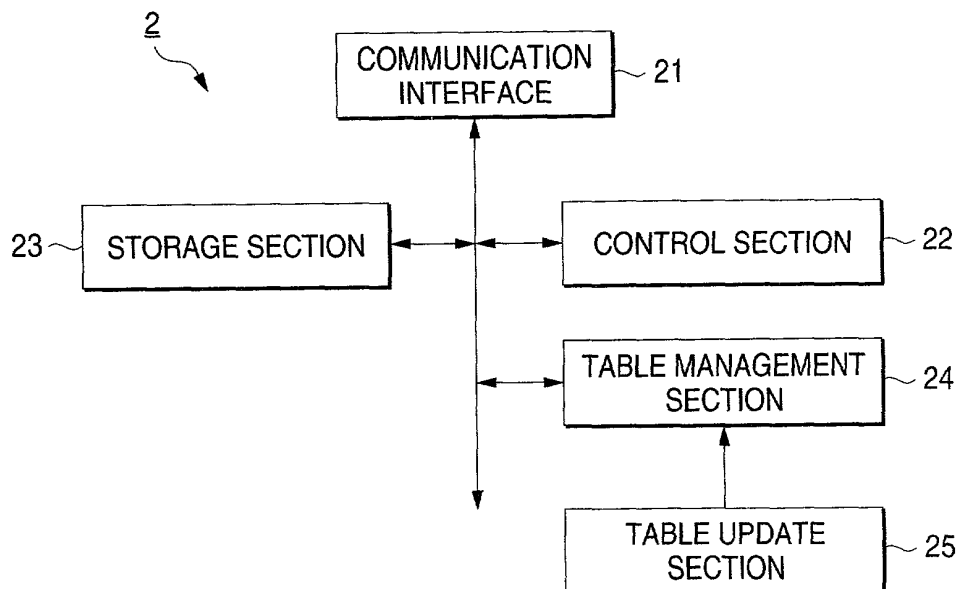 2
COMMUNICATION
INTERFACE
21
23
STORAGE SECTION
CONTROL SECTION
22
TABLE MANAGEMENT
SECTION
24
TABLE UPDATE
SECTION
25